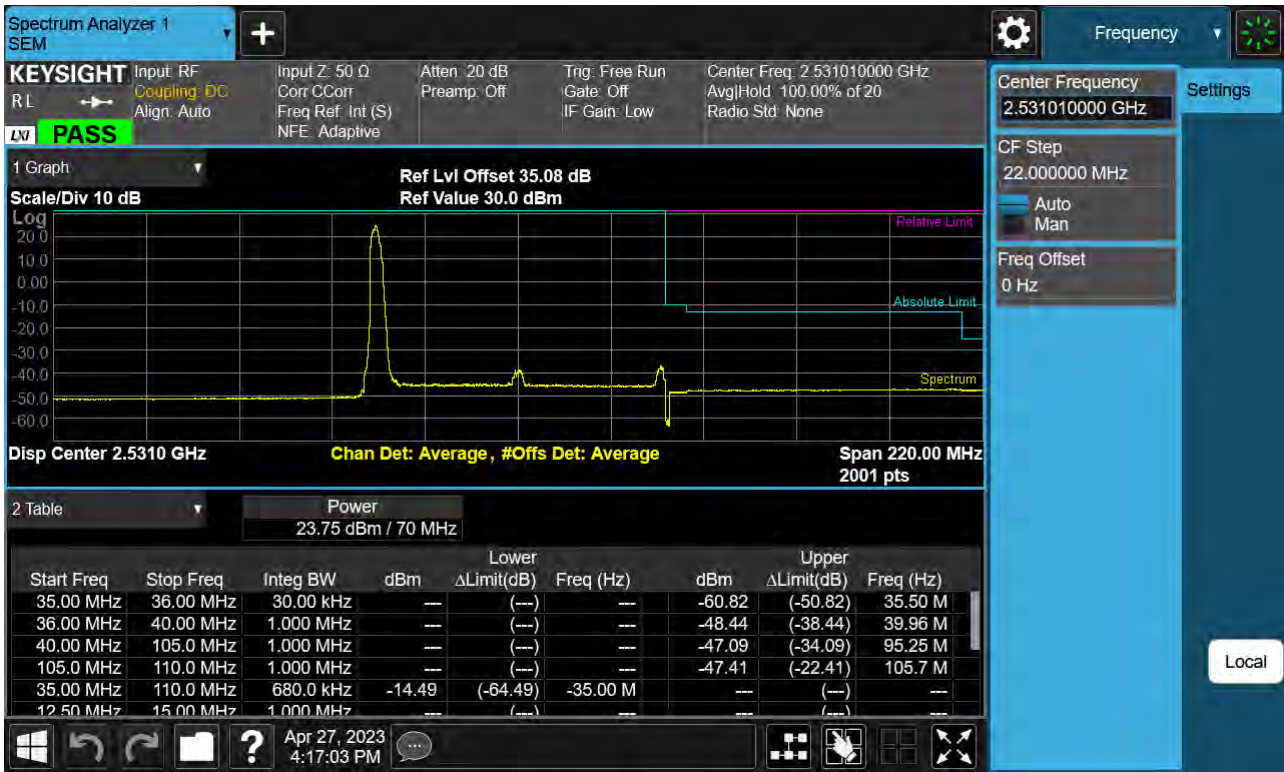 Spectrum Analyzer 1
SEM
Frequency
KEYSIGHT
RL
LXI
PASS
Input: RF
Coupling: DC
Align: Auto
Input Z: 50 Ω
Corr CCorr
Freq Ref: Int (S)
NFE: Adaptive
Atten: 20 dB
Preamp: Off
Trig: Free Run
Gate: Off
IF Gain: Low
Center Freq: 2.531010000 GHz
Avg|Hold: 100.00% of 20
Radio Std: None
Center Frequency
2.531010000 GHz
Settings
CF Step
22.000000 MHz
Auto
Man
Freq Offset
0 Hz
1 Graph
Scale/Div 10 dB
Ref Lvl Offset 35.08 dB
Ref Value 30.0 dBm
Log
20.0
10.0
0.00
-10.0
-20.0
-30.0
-40.0
-50.0
-60.0
Relative Limit
Absolute Limit
Spectrum
Disp Center 2.5310 GHz
Chan Det: Average , #Offs Det: Average
Span 220.00 MHz
2001 pts
2 Table
Power
23.75 dBm / 70 MHz
Lower Upper
Start Freq Stop Freq Integ BW dBm ΔLimit(dB) Freq (Hz) dBm ΔLimit(dB) Freq (Hz)
35.00 MHz 36.00 MHz 30.00 kHz --- (---) --- -60.82 (-50.82) 35.50 M
36.00 MHz 40.00 MHz 1.000 MHz --- (---) --- -48.44 (-38.44) 39.96 M
40.00 MHz 105.0 MHz 1.000 MHz --- (---) --- -47.09 (-34.09) 95.25 M
105.0 MHz 110.0 MHz 1.000 MHz --- (---) --- -47.41 (-22.41) 105.7 M
35.00 MHz 110.0 MHz 680.0 kHz -14.49 (-64.49) -35.00 M --- (---) ---
12.50 MHz 15.00 MHz 1.000 MHz --- (---) --- --- (---) ---
Local
Apr 27, 2023
4:17:03 PM